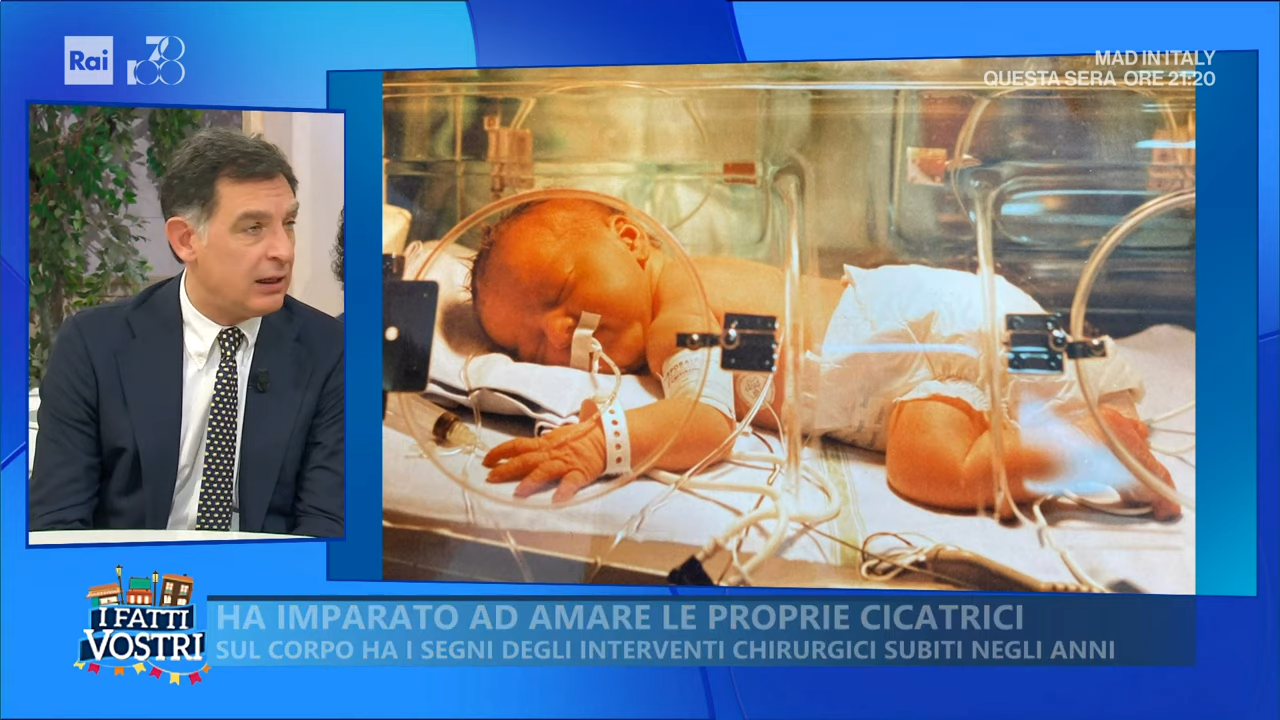 Rai
MAD IN ITALY
QUESTA SERA ORE 21:20
I FATTI
VOSTRI
HA IMPARATO AD AMARE LE PROPRIE CICATRICI
SUL CORPO HA I SEGNI DEGLI INTERVENTI CHIRURGICI SUBITI NEGLI ANNI